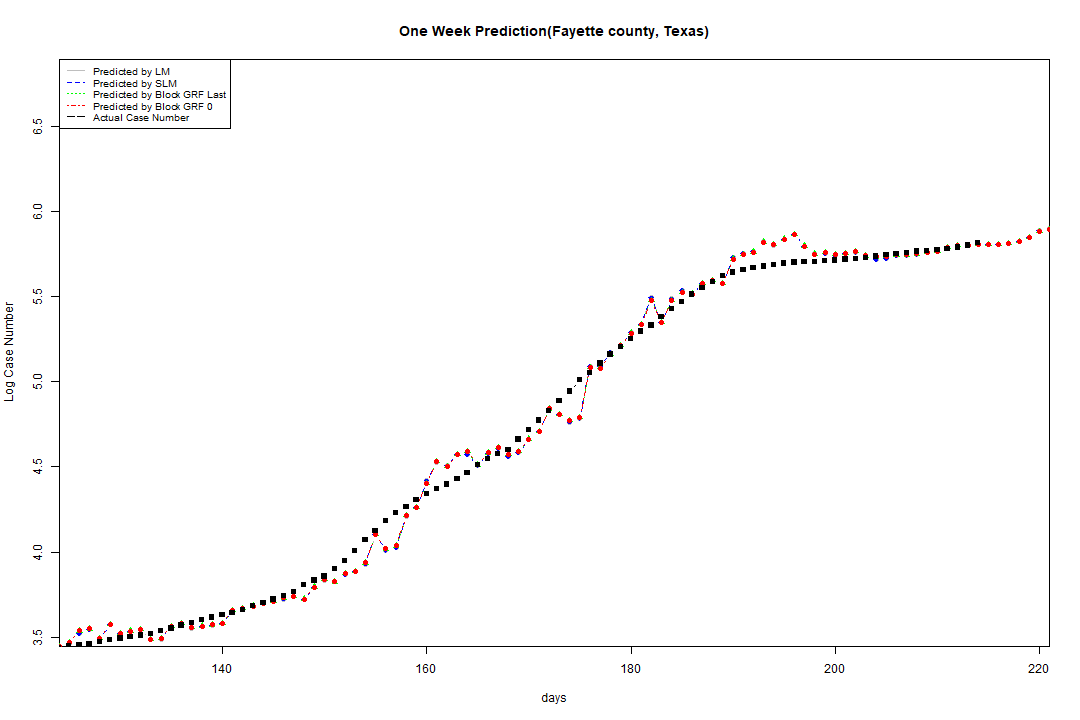 One Week Prediction(Fayette county, Texas)
Predicted by LM
Predicted by SLM
Predicted by Block GRF Last
Predicted by Block GRF 0
Actual Case Number
6.5
6.0
5.5
5.0
4.5
4.0
3.5
Log Case Number
140 160 180 200 220
days